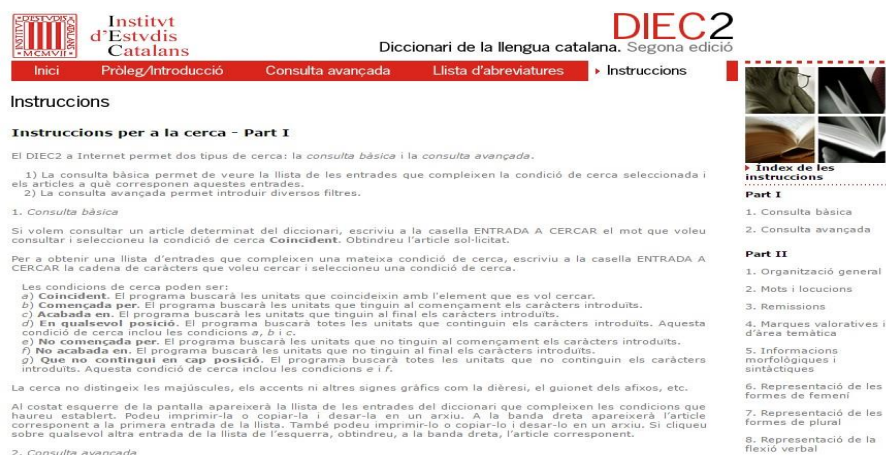 Institvt
d'Estvdis
Catalans
DIEC2
Diccionari de la llengua catalana. Segona edició
Inici Pròleg/Introducció Consulta avançada Llista d'abreviatures Instruccions
Instruccions
Instruccions per a la cerca - Part I
El DIEC2 a Internet permet dos tipus de cerca: la consulta bàsica i la consulta avançada.
1) La consulta bàsica permet de veure la llista de les entrades que compleixen la condició de cerca seleccionada i
els articles a què corresponen aquestes entrades.
2) La consulta avançada permet introduir diversos filtres.
1. Consulta bàsica
Si volem consultar un article determinat del diccionari, escriviu a la casella ENTRADA A CERCAR el mot que voleu
consultar i seleccioneu la condició de cerca Coincident. Obtindreu l'article sol·licitat.
Per a obtenir una llista d'entrades que compleixen una mateixa condició de cerca, escriviu a la casella ENTRADA A
CERCAR la cadena de caràcters que voleu cercar i seleccioneu una condició de cerca.
Les condicions de cerca poden ser:
a) Coincident. El programa buscarà les unitats que coincideixin amb l'element que es vol cercar.
b) Començada per. El programa buscarà les unitats que tinguin al començament els caràcters introduïts.
c) Acabada en. El programa buscarà les unitats que tinguin al final els caràcters introduïts.
d) En qualsevol posició. El programa buscarà totes les unitats que continguin els caràcters introduïts. Aquesta
condició de cerca inclou les condicions a, b i c.
e) No començada per. El programa buscarà les unitats que no tinguin al començament els caràcters introduïts.
f) No acabada en. El programa buscarà les unitats que no tinguin al final els caràcters introduïts.
g) Que no contingui en cap posició. El programa buscarà totes les unitats que no continguin els caràcters
introduïts. Aquesta condició de cerca inclou les condicions e i f.
La cerca no distingeix les majúscules, els accents ni altres signes gràfics com la dièresi, el guionet dels afixos, etc.
Al costat esquerre de la pantalla apareixerà la llista de les entrades del diccionari que compleixen les condicions que
haureu establert. Podeu imprimir-la o copiar-la i desar-la en un arxiu. A la banda dreta apareixerà l'article
corresponent a la primera entrada de la llista. També podeu imprimir-lo o copiar-lo i desar-lo en un arxiu. Si cliqueu
sobre qualsevol altra entrada de la llista de l'esquerra, obtindreu, a la banda dreta, l'article corresponent.
2. Consulta avançada
Índex de les
instruccions
Part I
1. Consulta bàsica
2. Consulta avançada
Part II
1. Organització general
2. Mots i locucions
3. Remissions
4. Marques valoratives i
d'àrea temàtica
5. Informacions
morfològiques i
sintàctiques
6. Representació de les
formes de femení
7. Representació de les
formes de plural
8. Representació de la
flexió verbal